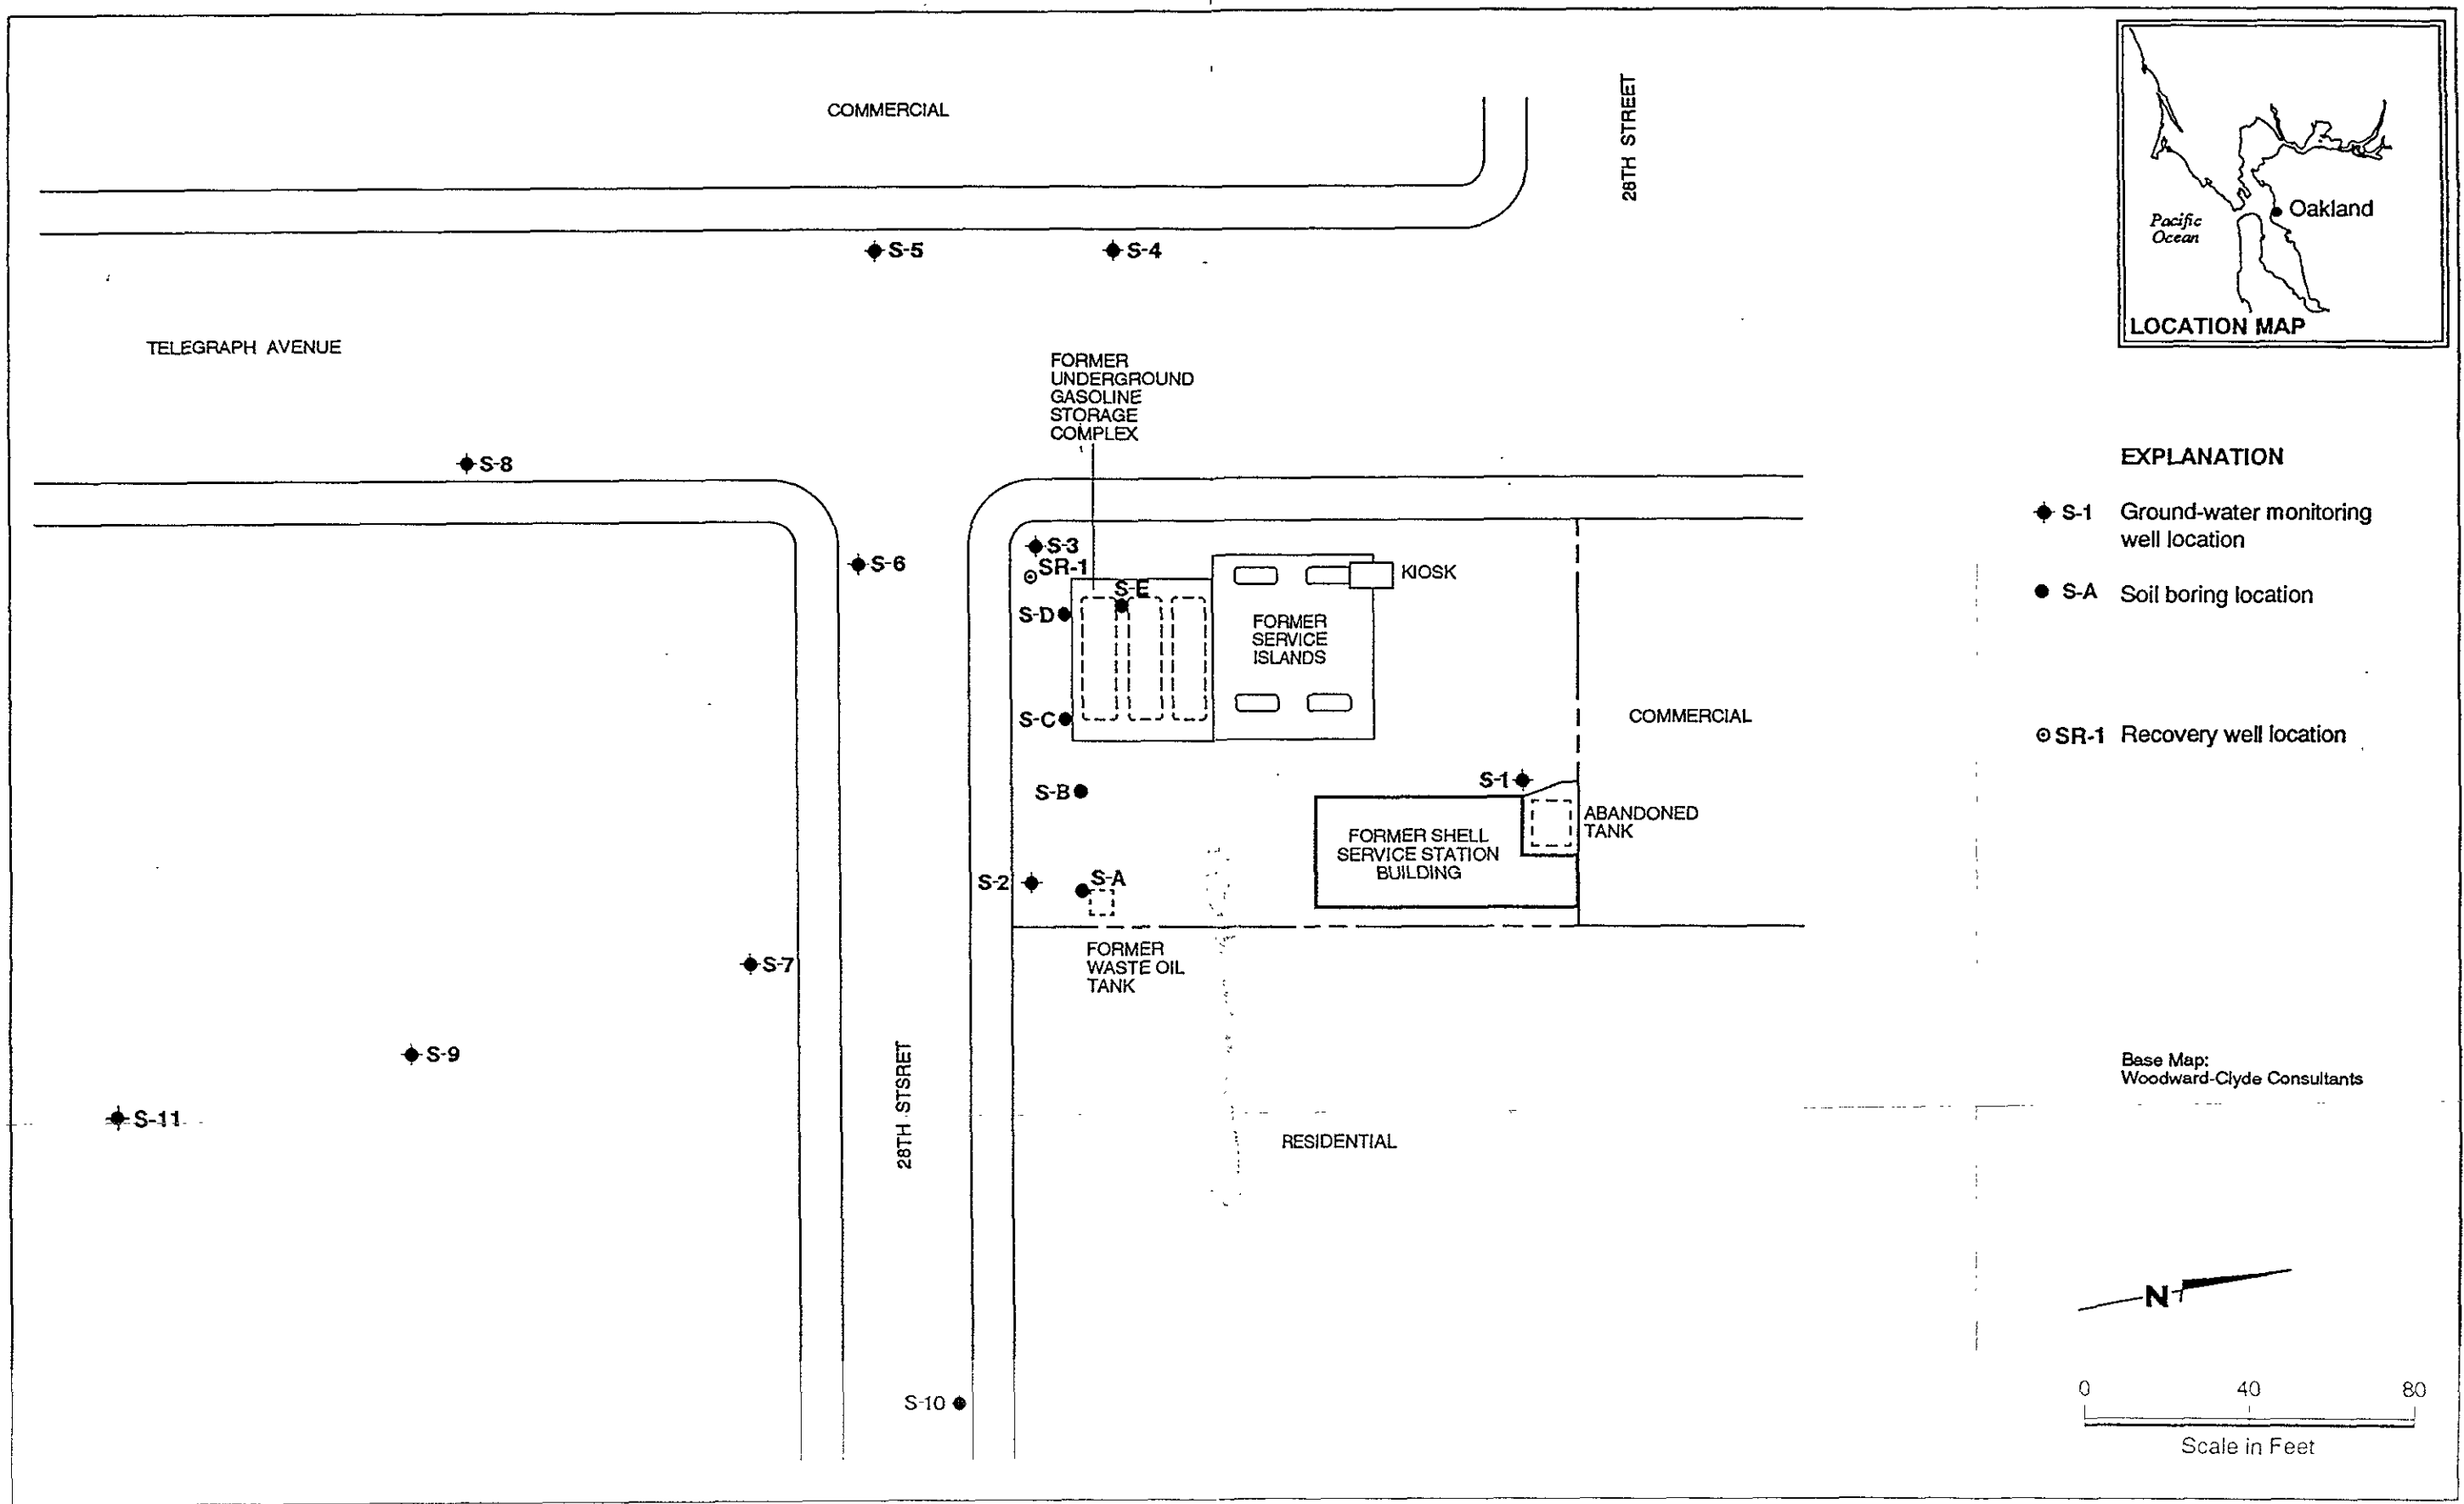 COMMERCIAL
28TH STREET
Pacific
Ocean
Oakland
LOCATION MAP
S-5
S-4
TELEGRAPH AVENUE
FORMER
UNDERGROUND
GASOLINE
STORAGE
COMPLEX
S-8
EXPLANATION
S-1 Ground-water monitoring
well location
S-A Soil boring location
SR-1 Recovery well location
S-3
SR-1
S-6
S-E
S-D
KIOSK
FORMER
SERVICE
ISLANDS
S-C
COMMERCIAL
S-1
S-B
ABANDONED
TANK
FORMER SHELL
SERVICE STATION
BUILDING
S-2
S-A
FORMER
WASTE OIL
TANK
S-7
S-9
S-11
28TH STSRET
RESIDENTIAL
Base Map:
Woodward-Clyde Consultants
N
S-10
0 40 80
Scale in Feet